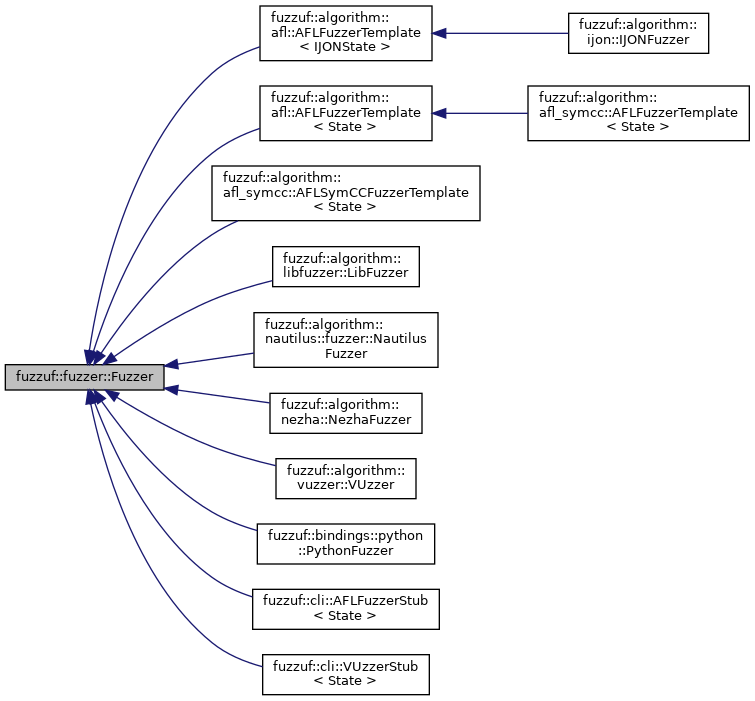 fuzzuf::algorithm::
afl::AFLFuzzerTemplate
< IJONState >
fuzzuf::algorithm::
ijon::IJONFuzzer
fuzzuf::algorithm::
afl::AFLFuzzerTemplate
< State >
fuzzuf::algorithm::
afl_symcc::AFLFuzzerTemplate
< State >
fuzzuf::algorithm::
afl_symcc::AFLSymCCFuzzerTemplate
< State >
fuzzuf::algorithm::
libfuzzer::LibFuzzer
fuzzuf::algorithm::
nautilus::fuzzer::Nautilus
Fuzzer
fuzzuf::fuzzer::Fuzzer
fuzzuf::algorithm::
nezha::NezhaFuzzer
fuzzuf::algorithm::
vuzzer::VUzzer
fuzzuf::bindings::python
::PythonFuzzer
fuzzuf::cli::AFLFuzzerStub
< State >
fuzzuf::cli::VUzzerStub
< State >